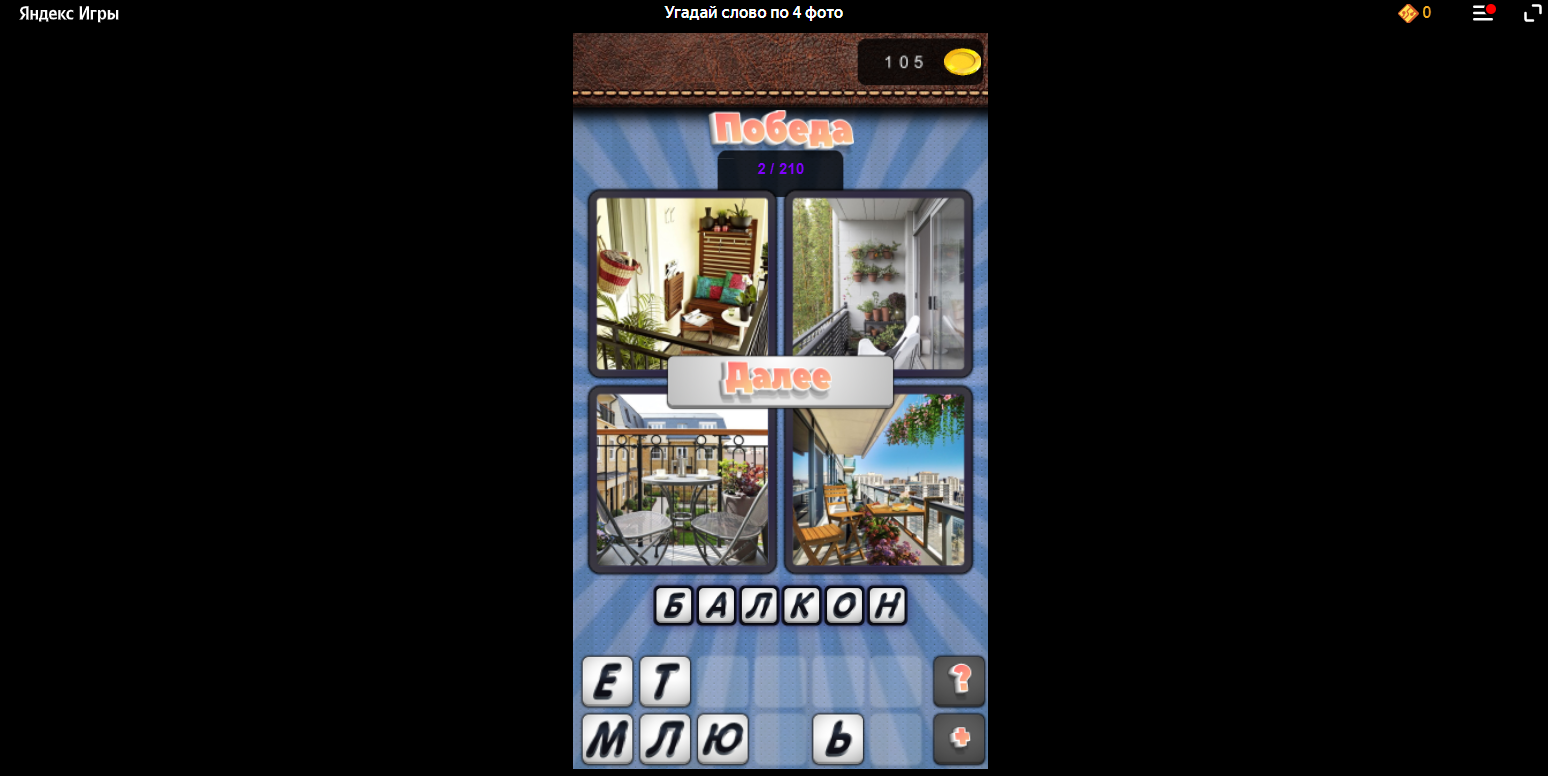 Яндекс Игры
Угадай слово по 4 фото
0
105
Победа
2 / 210
Далее
БАЛКОН
Е Т ?
М Л Ю Ь +